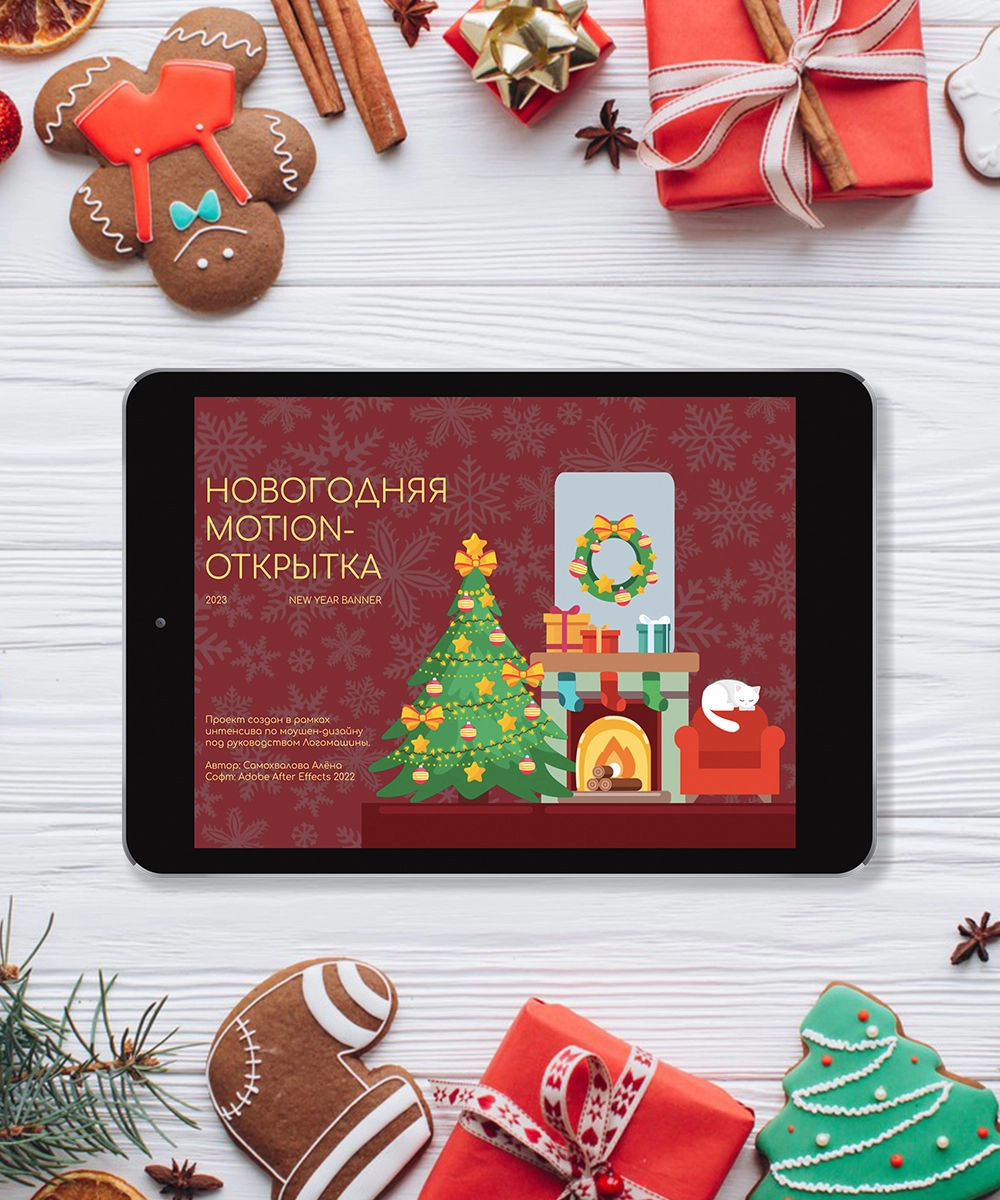 НОВОГОДНЯЯ
MOTION-
ОТКРЫТКА
2023 NEW YEAR BANNER
Проект создан в рамках
интенсива по моушен-дизайну
под руководством Логомашины.
Автор: Самохвалова Алёна
Софт: Adobe After Effects 2022